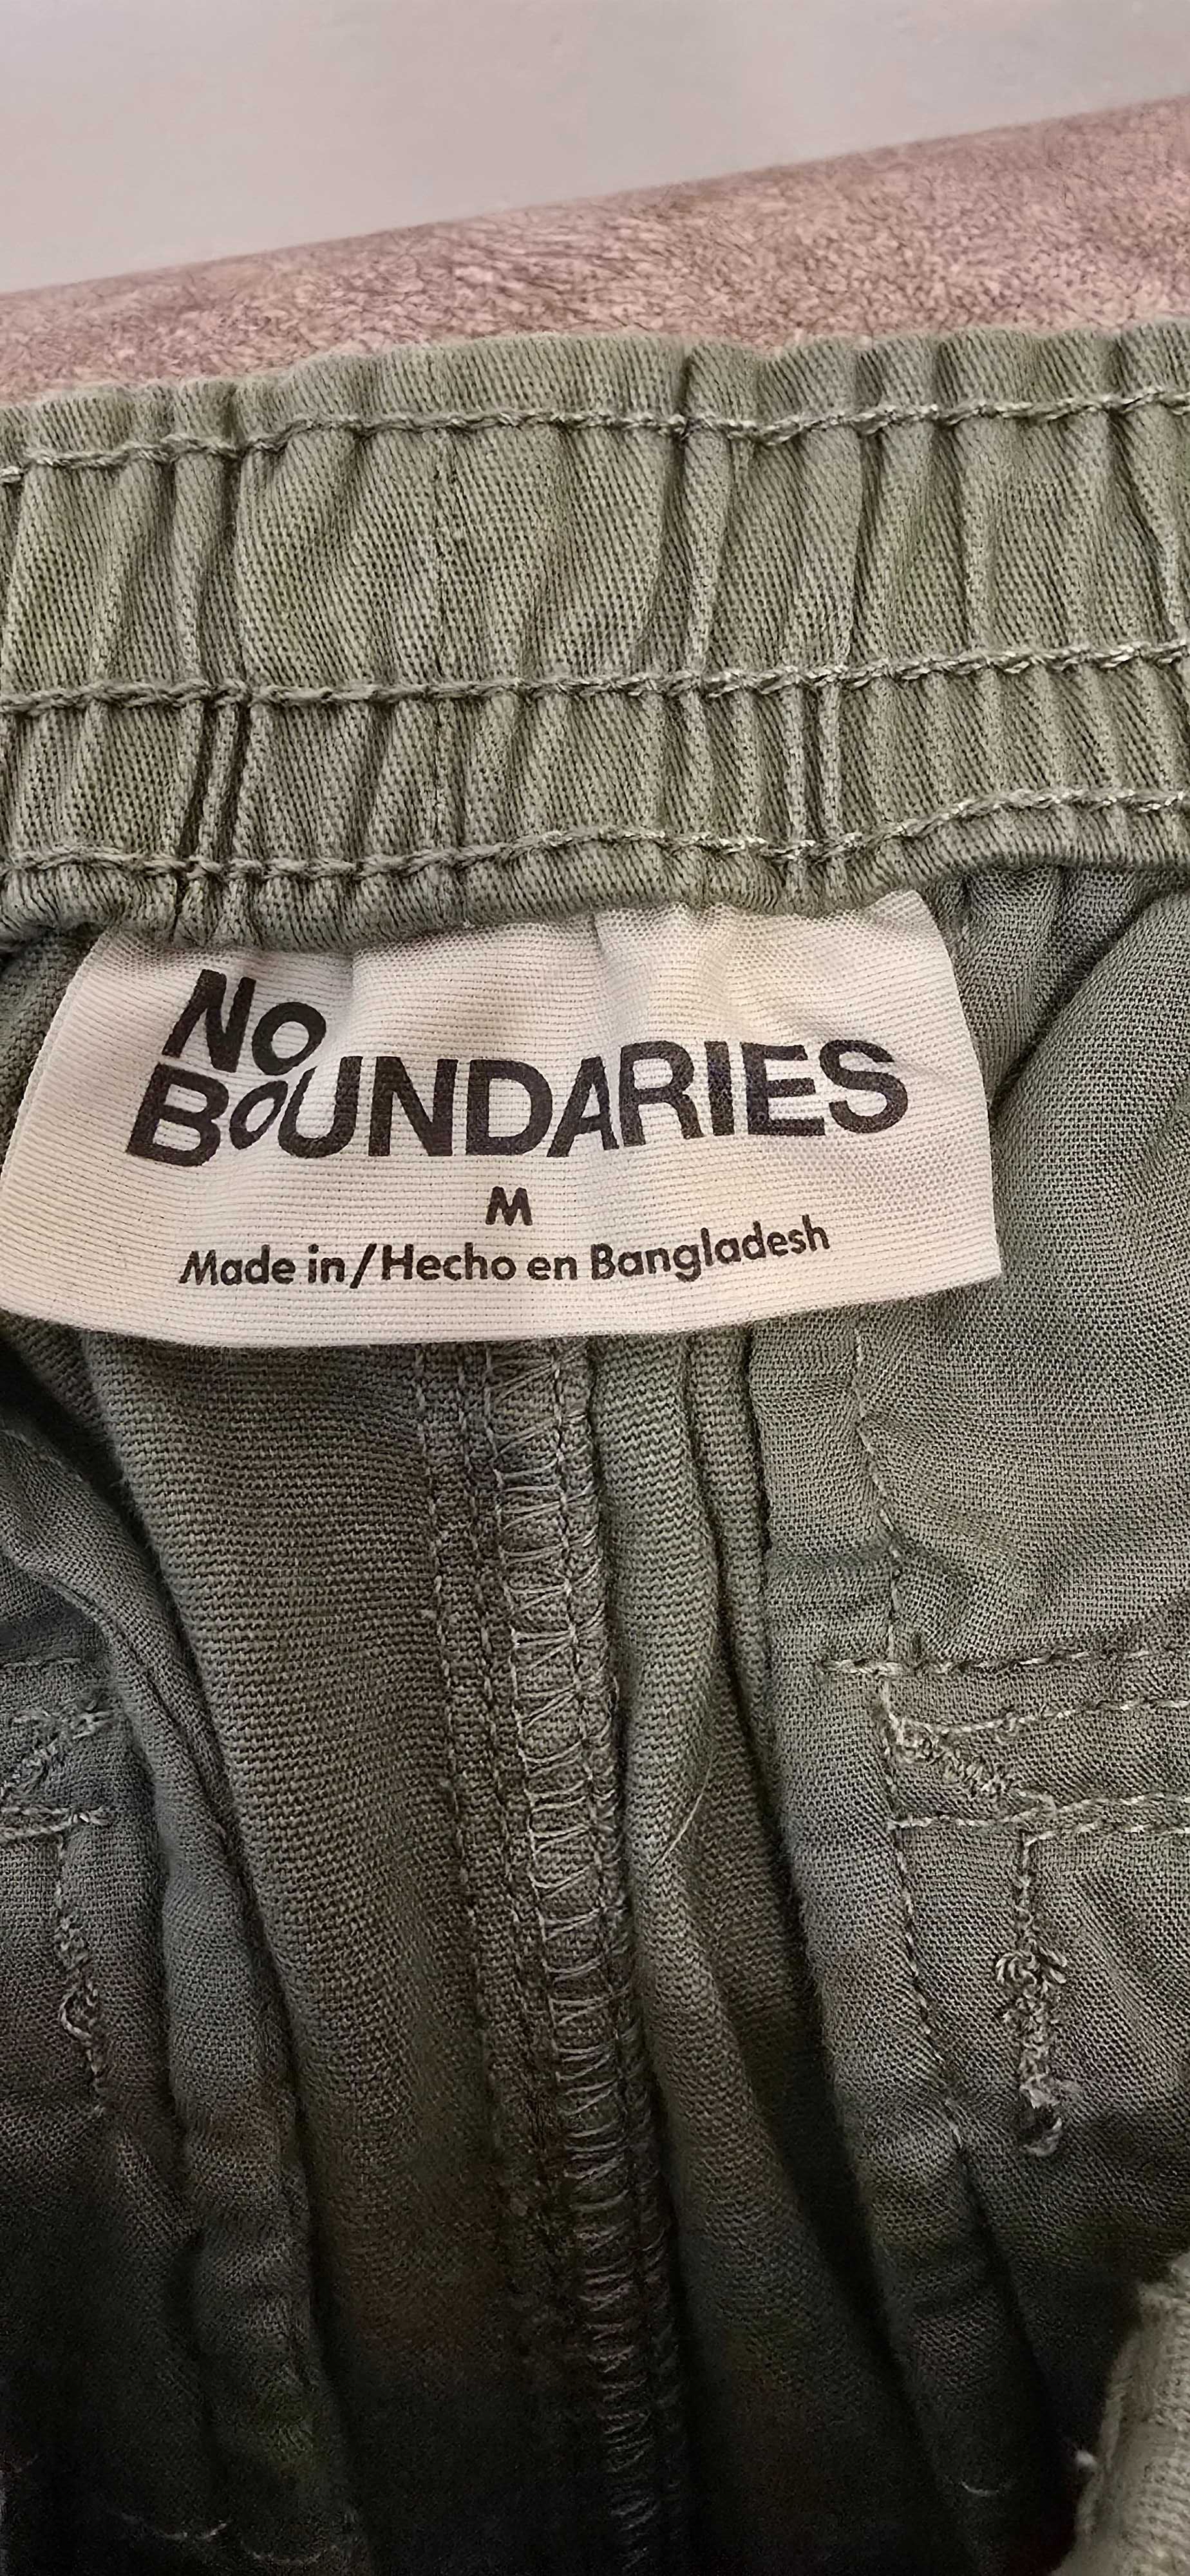 NO
BOUNDARIES
M
Made in/Hecho en Bangladesh